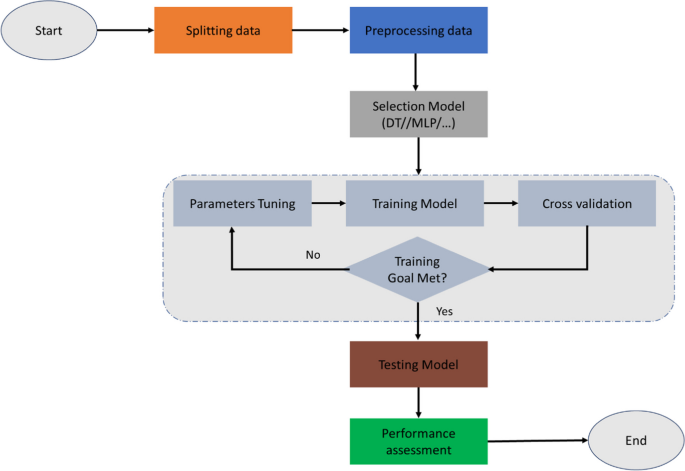 Start
Splitting data
Preprocessing data
Selection Model
(DT//MLP/...)
Parameters Tuning
Training Model
Cross validation
No
Training
Goal Met?
Yes
Testing Model
Performance
assessment
End